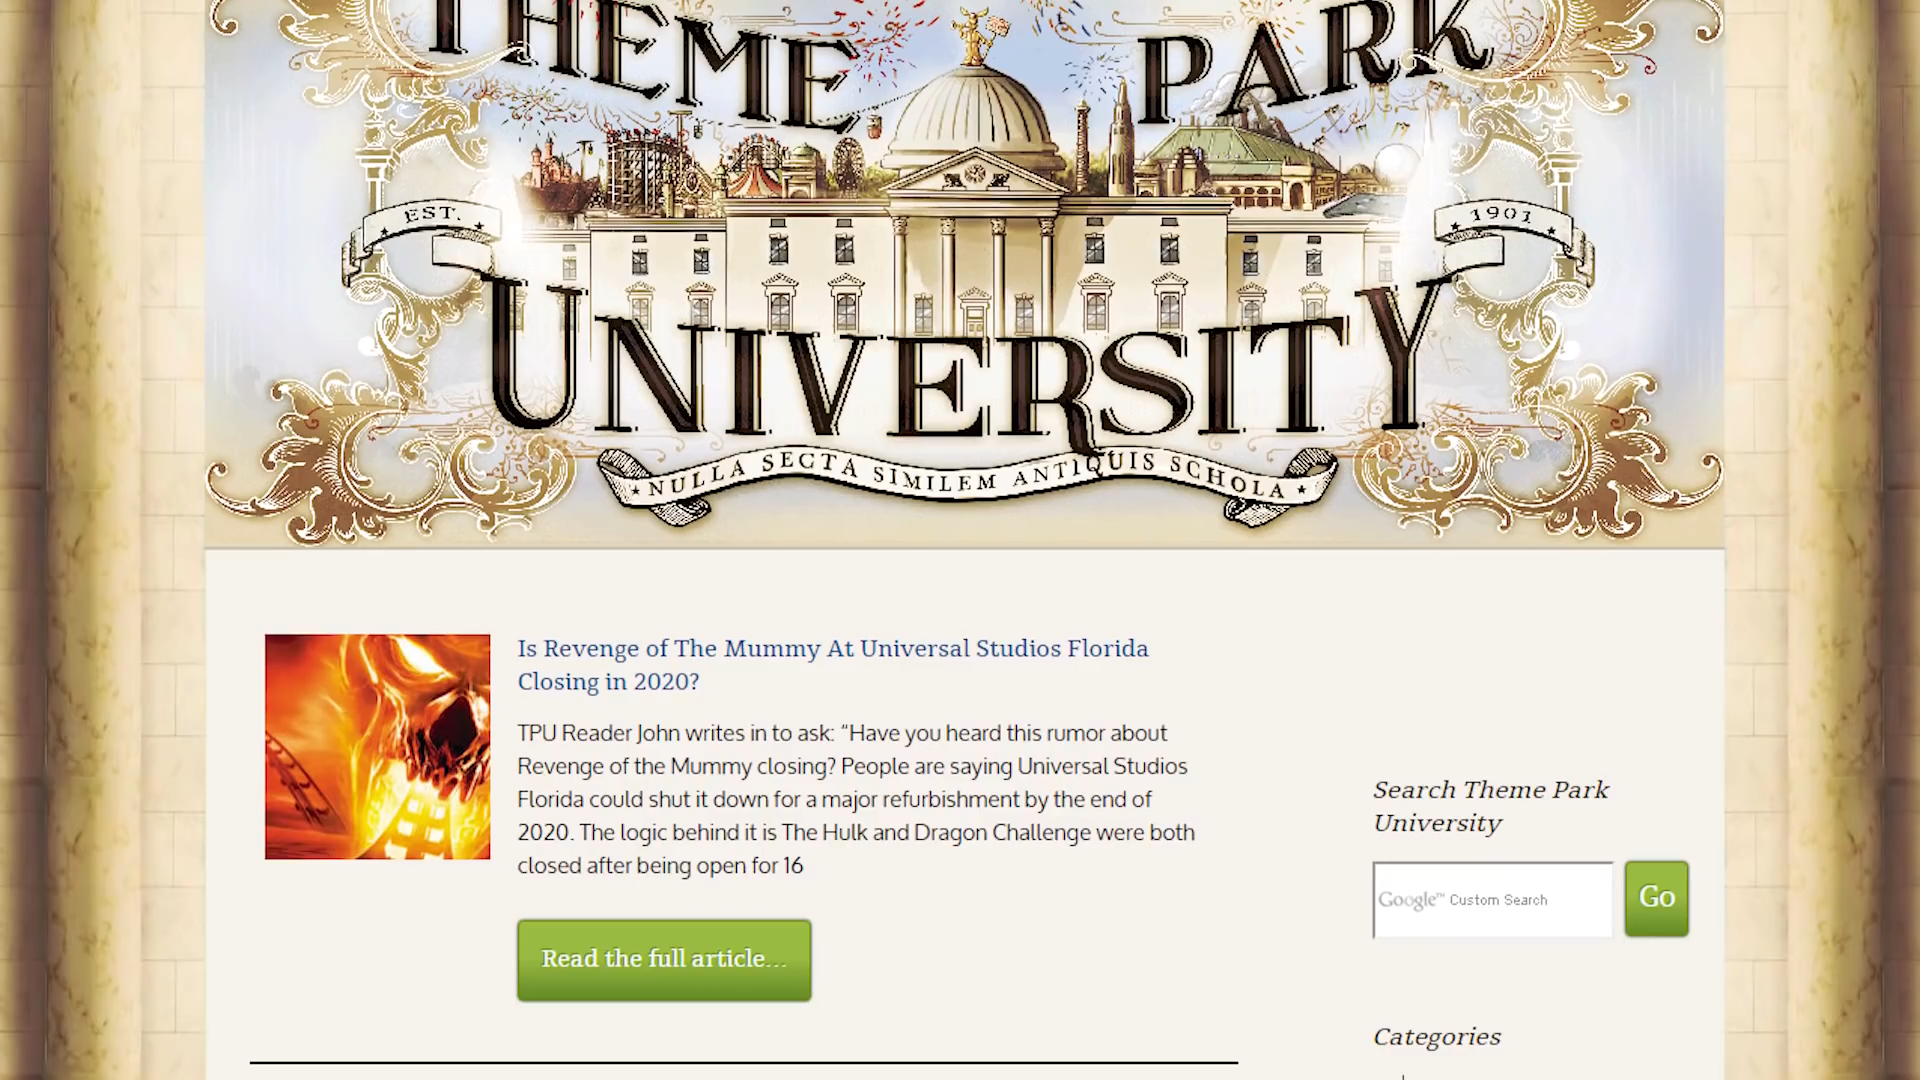 THEME PARK
EST.
1901
UNIVERSITY
NULLA SECTA SIMILEM ANTIQUIS SCHOLA
Is Revenge of The Mummy At Universal Studios Florida
Closing in 2020?
TPU Reader John writes in to ask: “Have you heard this rumor about
Revenge of the Mummy closing? People are saying Universal Studios
Florida could shut it down for a major refurbishment by the end of
2020. The logic behind it is The Hulk and Dragon Challenge were both
closed after being open for 16
Read the full article...
Search Theme Park
University
Google™ Custom Search
Go
Categories